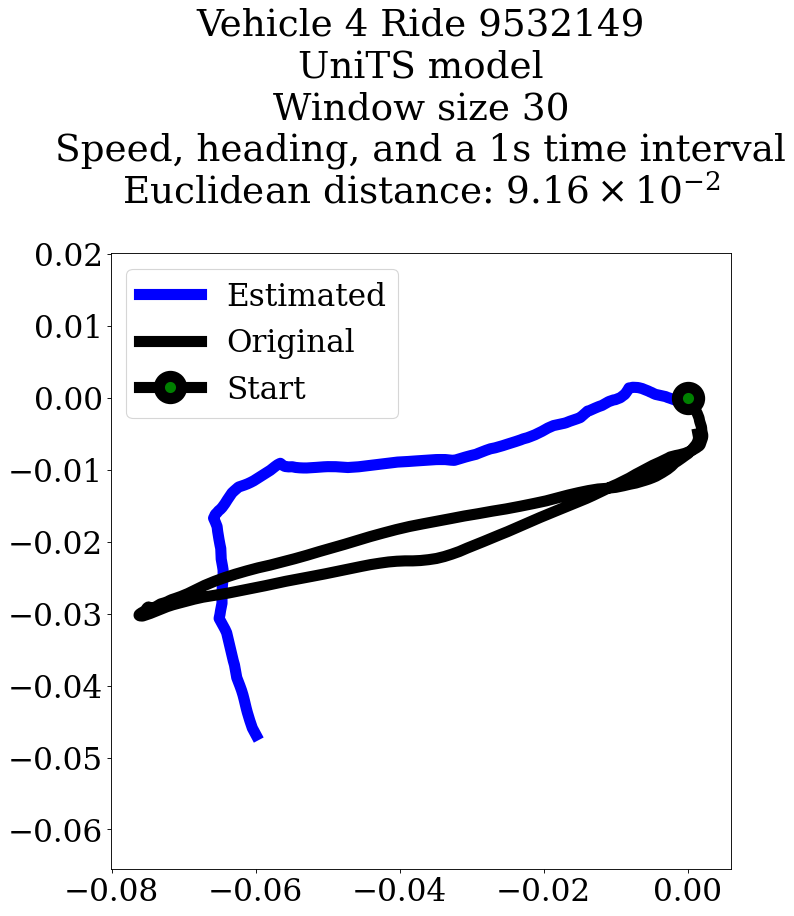 Vehicle 4 Ride 9532149
UniTS model
Window size 30
Speed, heading, and a 1s time interval
Euclidean distance: 9.16 × 10⁻²
0.02
0.01
0.00
−0.01
−0.02
−0.03
−0.04
−0.05
−0.06
Estimated
Original
Start
−0.08 −0.06 −0.04 −0.02 0.00